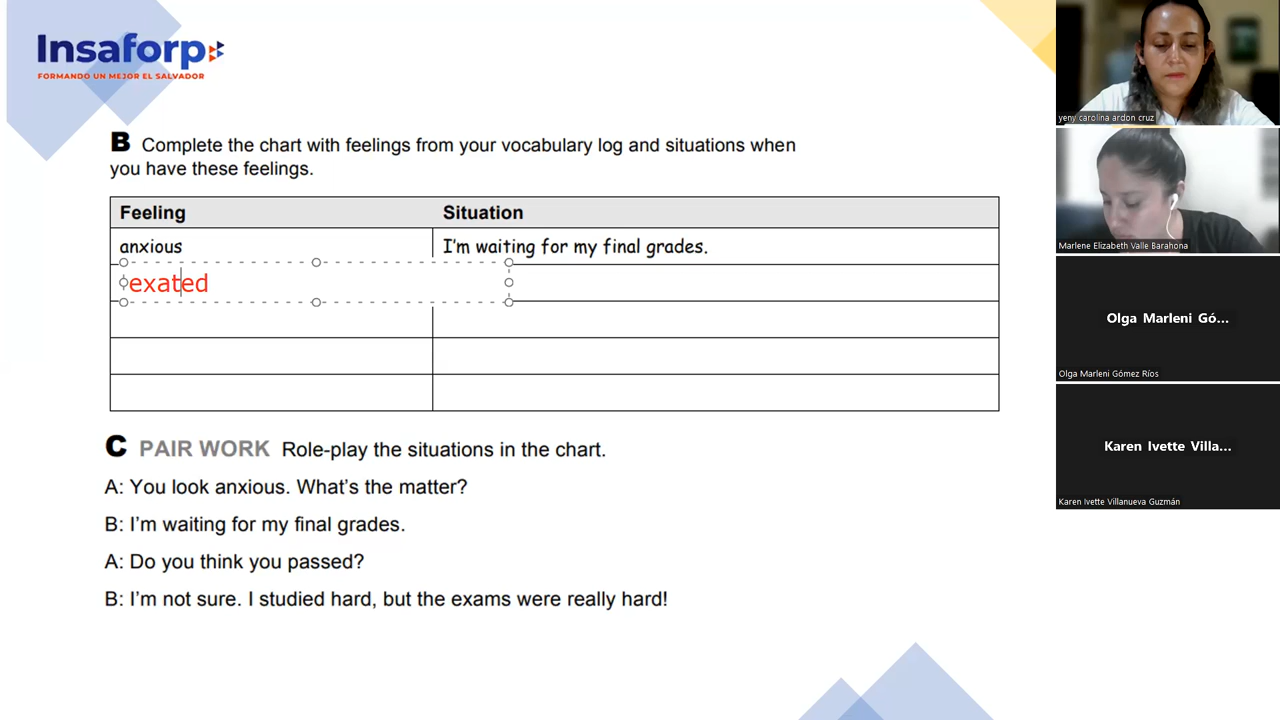 Insaforp
FORMANDO UN MEJOR EL SALVADOR
B Complete the chart with feelings from your vocabulary log and situations when
you have these feelings.
Feeling Situation
anxious I'm waiting for my final grades.
exated
C PAIR WORK Role-play the situations in the chart.
A: You look anxious. What's the matter?
B: I'm waiting for my final grades.
A: Do you think you passed?
B: I'm not sure. I studied hard, but the exams were really hard!
yeny carolina ardon cruz
Marlene Elizabeth Valle Barahona
Olga Marleni Gó...
Olga Marleni Gómez Ríos
Karen Ivette Villa...
Karen Ivette Villanueva Guzmán